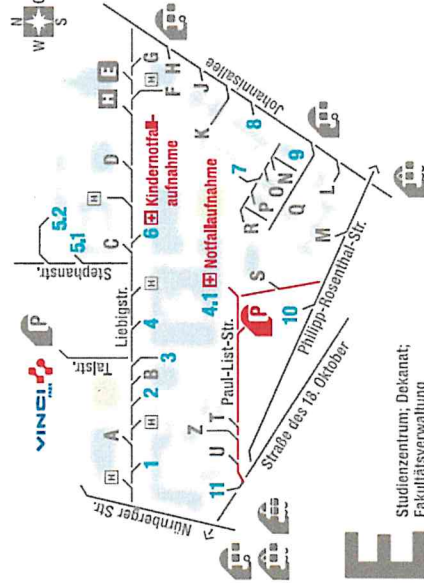 N
O
W
S
VINCI
PARK
P
Nürnberger Str.
Talstr.
Liebigstr.
Stephanstr.
5.2
5.1
Johannisallee
H
1
A
H
2
B
3
4
H
C
H
D
H
E
F
H
G
H
J
K
6 Kindernotfall-
aufnahme
4.1 Notfallaufnahme
Paul-List-Str.
P
7
8
9
R
P
O
N
Q
L
M
S
10
Philipp-Rosenthal-Str.
Straße des 18. Oktober
11
U
Z
T
E
Studienzentrum; Dekanat;
Fakultätsverwaltung